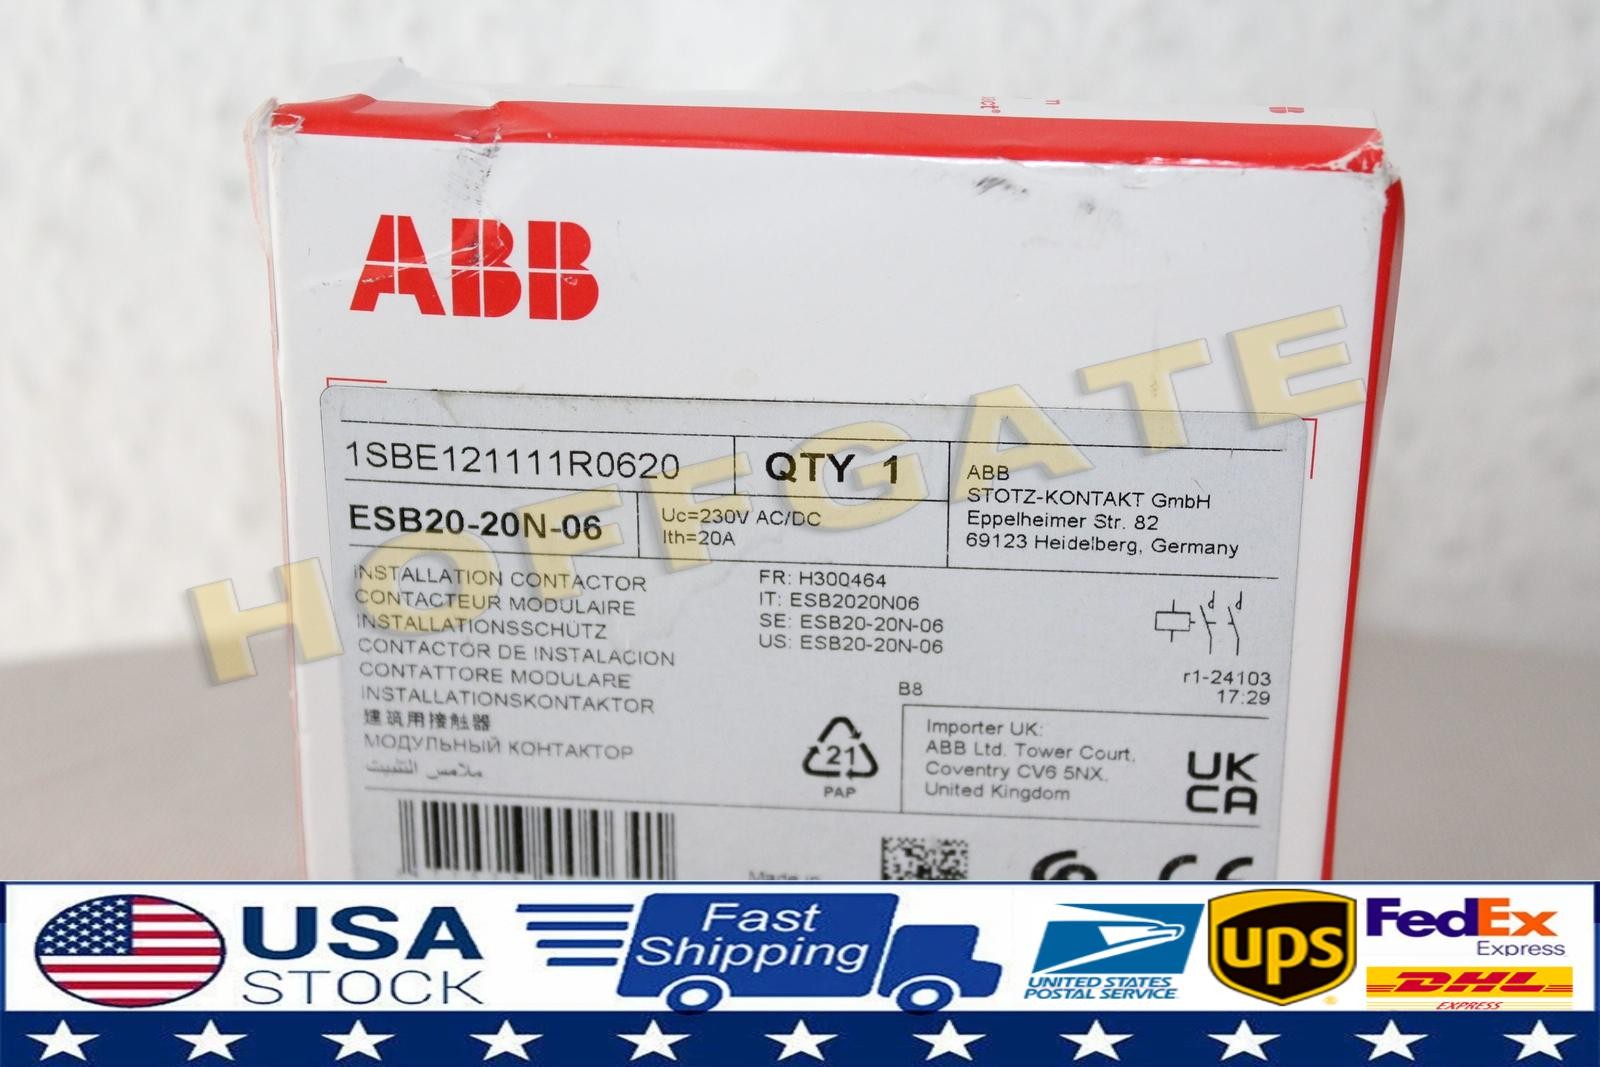 ABB
1SBE121111R0620
QTY 1
ESB20-20N-06
Uc=230V AC/DC
Ith=20A
ABB
STOTZ-KONTAKT GmbH
Eppelheimer Str. 82
69123 Heidelberg, Germany
INSTALLATION CONTACTOR
CONTACTEUR MODULAIRE
INSTALLATIONSSCHÜTZ
CONTACTOR DE INSTALACION
CONTATTORE MODULARE
INSTALLATIONSKONTAKTOR
建筑用接触器
МОДУЛЬНЫЙ КОНТАКТОР
ملامس التثبيت
FR: H300464
IT: ESB2020N06
SE: ESB20-20N-06
US: ESB20-20N-06
r1-24103
17:29
B8
21
PAP
Importer UK:
ABB Ltd. Tower Court,
Coventry CV6 5NX,
United Kingdom
UK
CA
Made in
CE
HOFFGATE
USA
STOCK
Fast
Shipping
UNITED STATES
POSTAL SERVICE
ups
FedEx
Express
DHL
EXPRESS